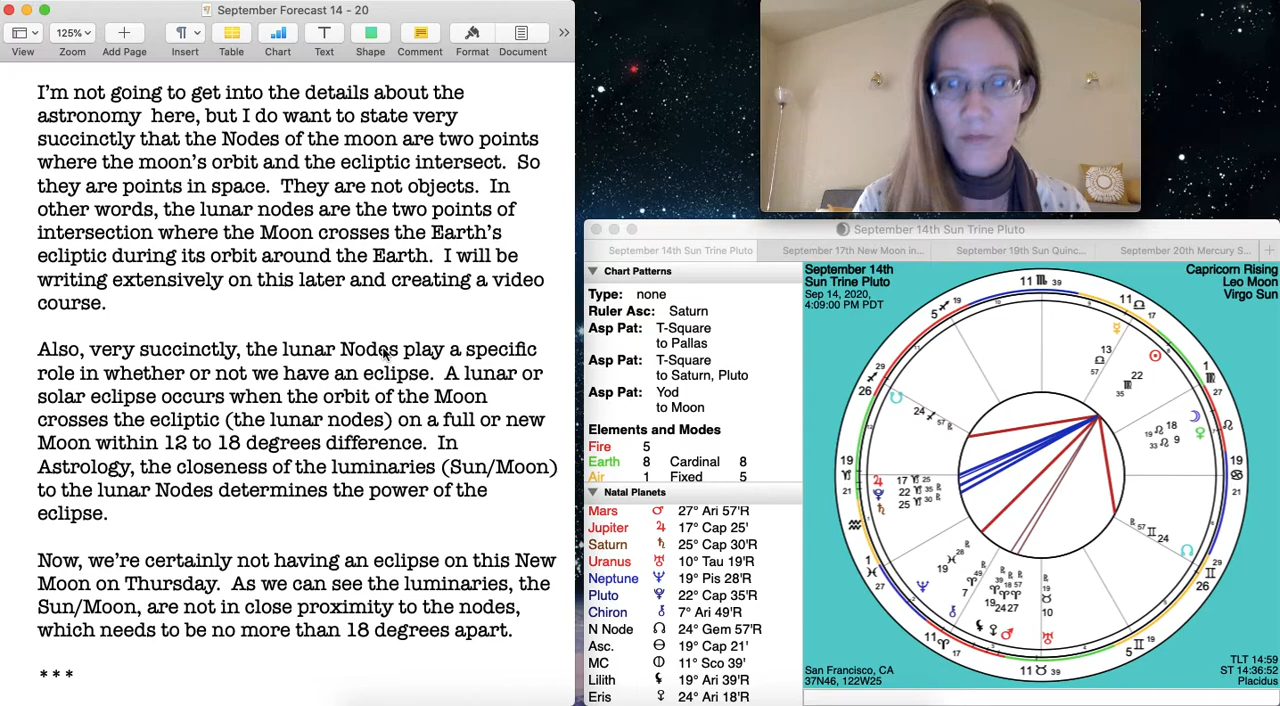 September Forecast 14 - 20
125%
View Zoom Add Page Insert Table Chart Text Shape Comment Format Document
I'm not going to get into the details about the
astronomy here, but I do want to state very
succinctly that the Nodes of the moon are two points
where the moon's orbit and the ecliptic intersect. So
they are points in space. They are not objects. In
other words, the lunar nodes are the two points of
intersection where the Moon crosses the Earth's
ecliptic during its orbit around the Earth. I will be
writing extensively on this later and creating a video
course.
Also, very succinctly, the lunar Nodes play a specific
role in whether or not we have an eclipse. A lunar or
solar eclipse occurs when the orbit of the Moon
crosses the ecliptic (the lunar nodes) on a full or new
Moon within 12 to 18 degrees difference. In
Astrology, the closeness of the luminaries (Sun/Moon)
to the lunar Nodes determines the power of the
eclipse.
Now, we're certainly not having an eclipse on this New
Moon on Thursday. As we can see the luminaries, the
Sun/Moon, are not in close proximity to the nodes,
which needs to be no more than 18 degrees apart.
* * *
September 14th Sun Trine Pluto
September 14th Sun Trine Pluto September 17th New Moon in... September 19th Sun Quinc... September 20th Mercury S...
Chart Patterns
Type: none
Ruler Asc: Saturn
Asp Pat: T-Square
to Pallas
Asp Pat: T-Square
to Saturn, Pluto
Asp Pat: Yod
to Moon
Elements and Modes
Fire 5
Earth 8 Cardinal 8
Air 1 Fixed 5
Natal Planets
Mars ♂ 27° Ari 57'R
Jupiter ♃ 17° Cap 25'
Saturn ♄ 25° Cap 30'R
Uranus ♅ 10° Tau 19'R
Neptune ♆ 19° Pis 28'R
Pluto 22° Cap 35'R
Chiron 7° Ari 49'R
N Node ☊ 24° Gem 57'R
Asc. 19° Cap 21'
MC 11° Sco 39'
Lilith 19° Ari 39'R
Eris 24° Ari 18'R
September 14th
Sun Trine Pluto
Sep 14, 2020,
4:09:00 PM PDT
Capricorn Rising
Leo Moon
Virgo Sun
San Francisco, CA
37N46, 122W25
TLT 14:59
ST 14:36:52
Placidus